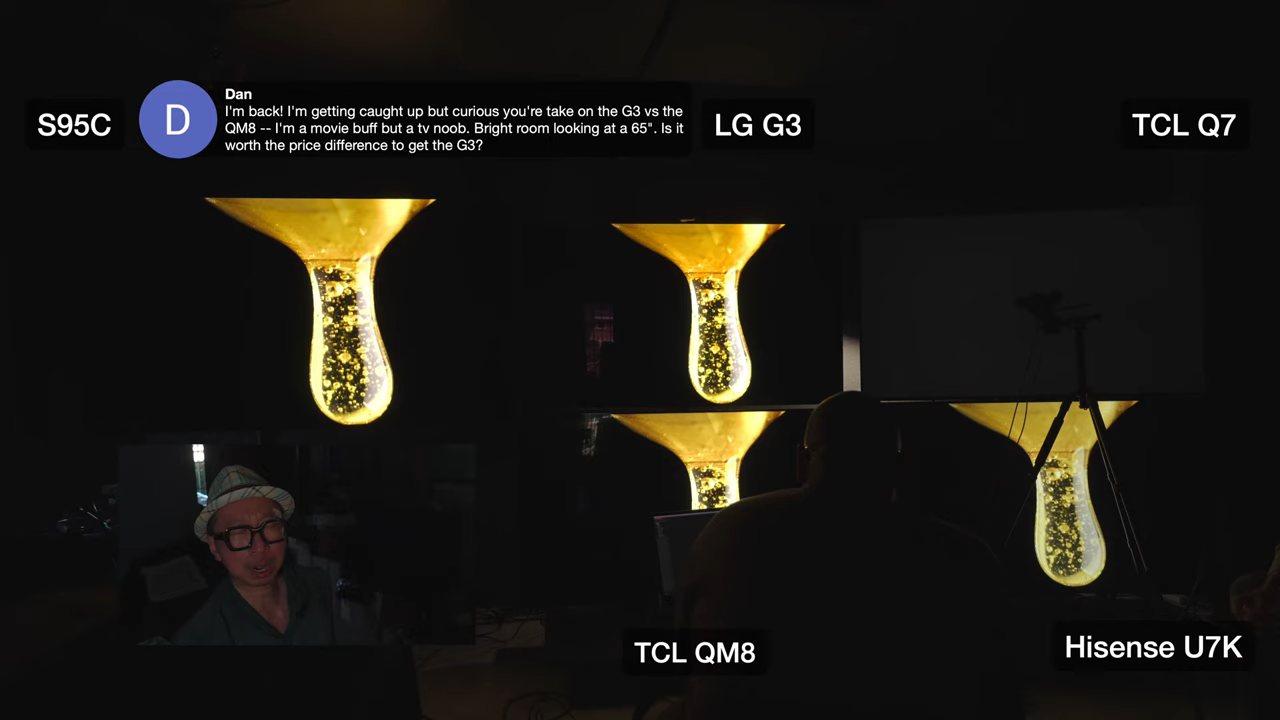 S95C
D
Dan
I'm back! I'm getting caught up but curious you're take on the G3 vs the
QM8 -- I'm a movie buff but a tv noob. Bright room looking at a 65". Is it
worth the price difference to get the G3?
LG G3
TCL Q7
TCL QM8
Hisense U7K